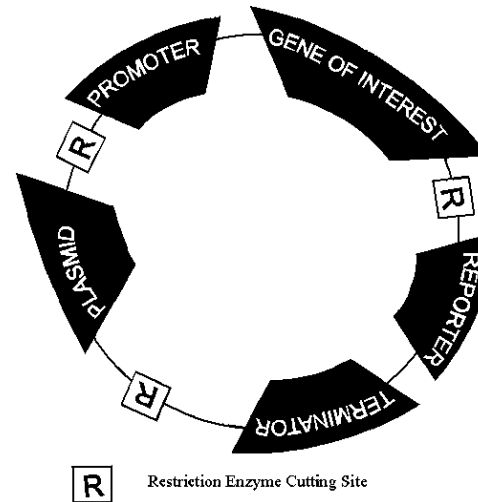 PROMOTER
GENE OF INTEREST
R
R
PLASMID
REPORTER
R
TERMINATOR
R Restriction Enzyme Cutting Site